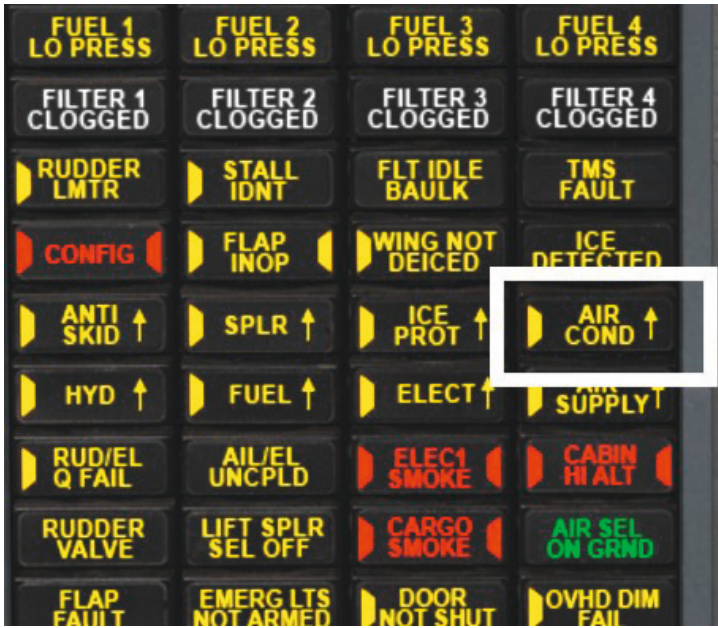 FUEL 1
LO PRESS
FUEL 2
LO PRESS
FUEL 3
LO PRESS
FUEL 4
LO PRESS
FILTER 1
CLOGGED
FILTER 2
CLOGGED
FILTER 3
CLOGGED
FILTER 4
CLOGGED
RUDDER
LMTR
STALL
IDNT
FLT IDLE
BAULK
TMS
FAULT
CONFIG
FLAP
INOP
WING NOT
DEICED
ICE
DETECTED
ANTI
SKID ↑
SPLR ↑
ICE
PROT ↑
AIR
COND ↑
HYD ↑
FUEL ↑
ELECT ↑
AIR
SUPPLY ↑
RUD/EL
Q FAIL
AIL/EL
UNCPLD
ELEC1
SMOKE
CABIN
HI ALT
RUDDER
VALVE
LIFT SPLR
SEL OFF
CARGO
SMOKE
AIR SEL
ON GRND
FLAP
FAULT
EMERG LTS
NOT ARMED
DOOR
NOT SHUT
OVHD DIM
FAIL